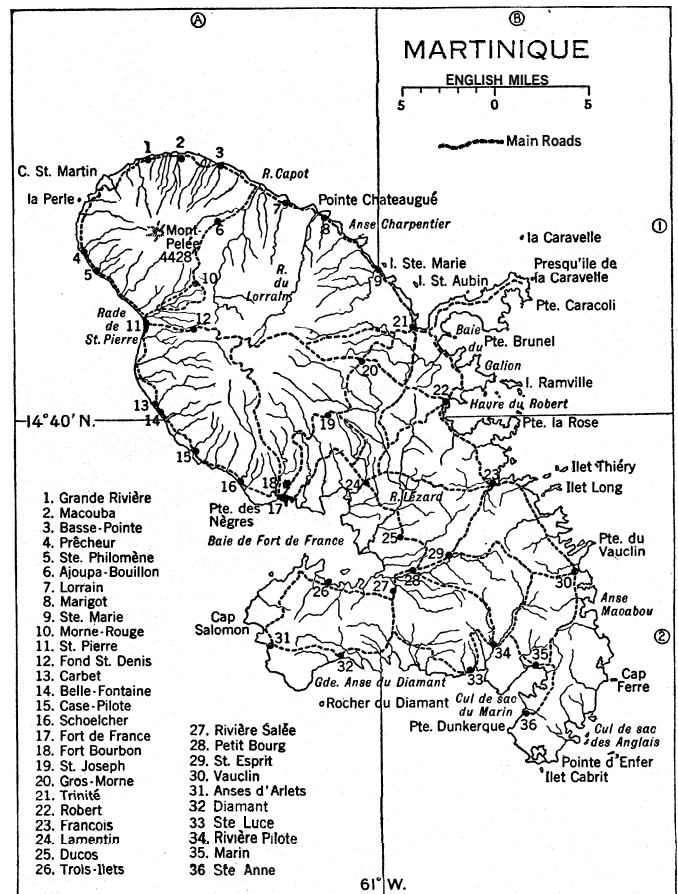 A
B
MARTINIQUE
ENGLISH MILES
5 0 5
Main Roads
1
2
3
C. St. Martin
R. Capot
la Perle
7
Pointe Chateaugué
8
Anse Charpentier
6
Mont-
Pelée
4428
1
la Caravelle
4
5
10
R.
du
Lorrain
9
I. Ste. Marie
I. St. Aubin
Presqu'île de
la Caravelle
Pte. Caracoli
Rade
de
St. Pierre
11
12
21
Baie
du
Galion
Pte. Brunel
20
I. Ramville
22
Havre du Robert
13
14
14°40' N.
19
Pte. la Rose
15
16
18
17
24
R. Lézard
23
Ilet Thiéry
Ilet Long
Pte. des
Nègres
Baie de Fort de France
25
29
28
Pte. du
Vauclin
30
26
27
Anse
Macabou
Cap
Salomon
31
32
34
35
33
2
Gde. Anse du Diamant
Rocher du Diamant
Cul de sac
du Marin
Cap
Ferre
Pte. Dunkerque
36
Cul de sac
des Anglais
Pointe d'Enfer
Ilet Cabrit
1. Grande Rivière
2. Macouba
3. Basse-Pointe
4. Prêcheur
5. Ste. Philomène
6. Ajoupa-Bouillon
7. Lorrain
8. Marigot
9. Ste. Marie
10. Morne-Rouge
11. St. Pierre
12. Fond St. Denis
13. Carbet
14. Belle-Fontaine
15. Case-Pilote
16. Schoelcher
17. Fort de France
18. Fort Bourbon
19. St. Joseph
20. Gros-Morne
21. Trinité
22. Robert
23. Francois
24. Lamentin
25. Ducos
26. Trois-Ilets
27. Rivière Salée
28. Petit Bourg
29. St. Esprit
30. Vauclin
31. Anses d'Arlets
32 Diamant
33 Ste Luce
34. Rivière Pilote
35. Marin
36 Ste Anne
61° W.